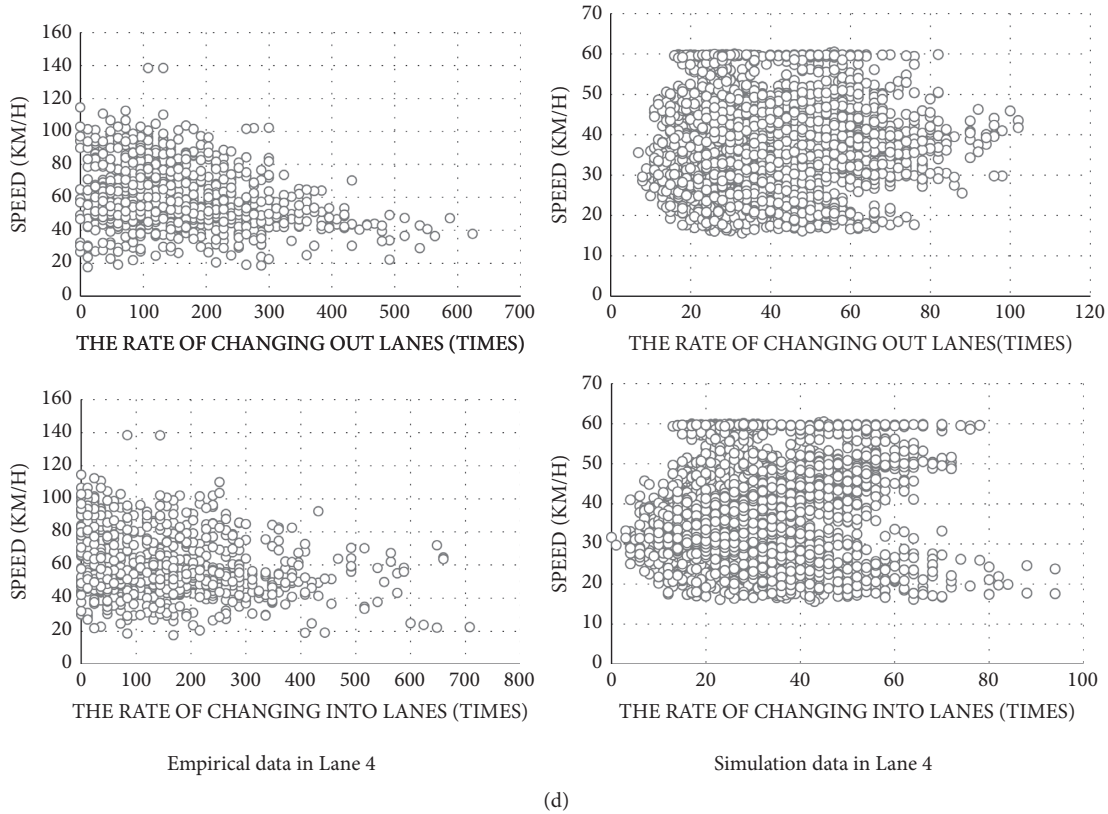 SPEED (KM/H)
160
140
120
100
80
60
40
20
0
0 100 200 300 400 500 600 700
THE RATE OF CHANGING OUT LANES (TIMES)
SPEED (KM/H)
70
60
50
40
30
20
10
0
0 20 40 60 80 100 120
THE RATE OF CHANGING OUT LANES(TIMES)
SPEED (KM/H)
160
140
120
100
80
60
40
20
0
0 100 200 300 400 500 600 700 800
THE RATE OF CHANGING INTO LANES (TIMES)
SPEED (KM/H)
70
60
50
40
30
20
10
0
0 20 40 60 80 100
THE RATE OF CHANGING INTO LANES (TIMES)
Empirical data in Lane 4
Simulation data in Lane 4
(d)